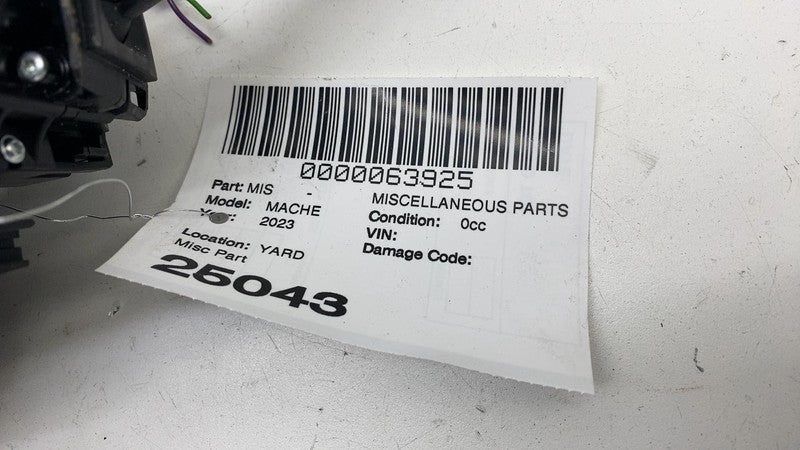 0000063925
Part: MIS - MISCELLANEOUS PARTS
Model: MACHE Condition: 0cc
2023 VIN:
Location: YARD Damage Code:
Misc Part
25043